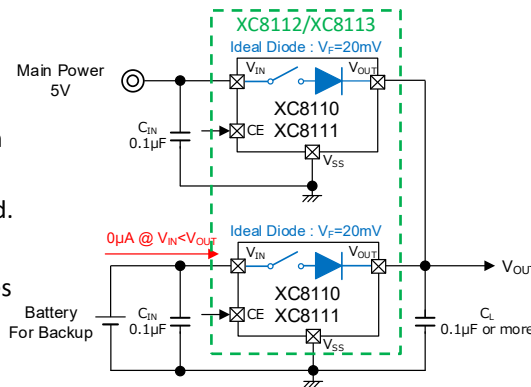 XC8112/XC8113
Ideal Diode : VF=20mV
Main Power
5V
VIN
VOUT
XC8110
XC8111
CE
VSS
CIN
0.1µF
n
d.
es
0µA @ VIN<VOUT
Ideal Diode : VF=20mV
VIN
VOUT
XC8110
XC8111
CE
VSS
Battery
For Backup
CIN
0.1µF
VOUT
CL
0.1µF or more